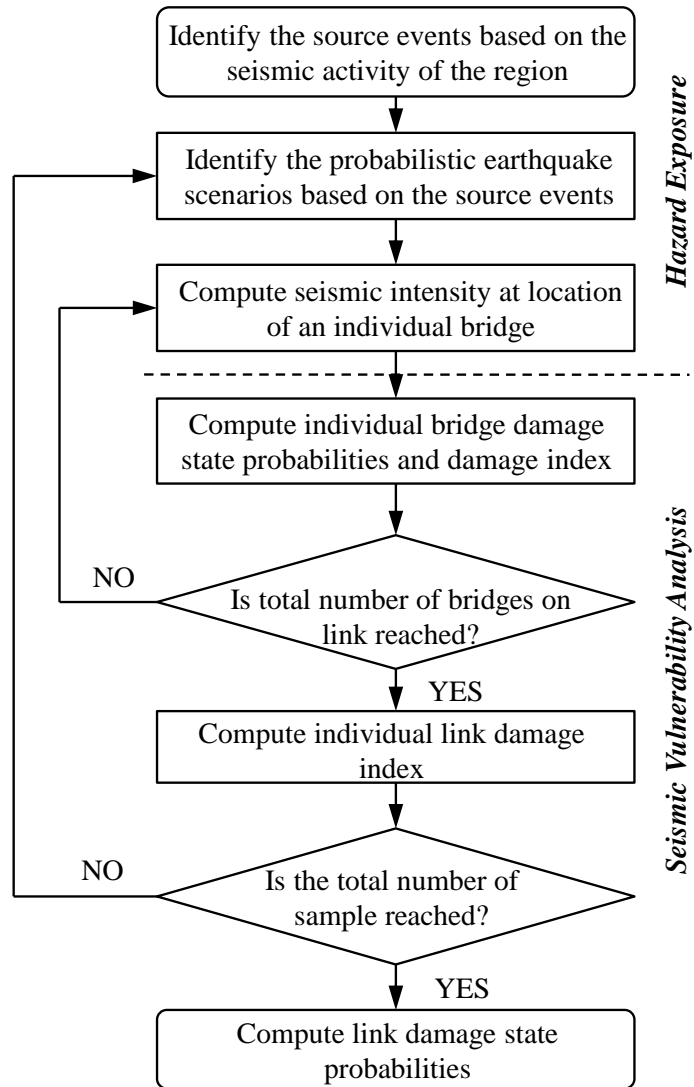 Identify the source events based on the
seismic activity of the region
Identify the probabilistic earthquake
scenarios based on the source events
Hazard Exposure
Compute seismic intensity at location
of an individual bridge
Compute individual bridge damage
state probabilities and damage index
NO
Is total number of bridges on
link reached?
YES
Seismic Vulnerability Analysis
Compute individual link damage
index
NO
Is the total number of
sample reached?
YES
Compute link damage state
probabilities